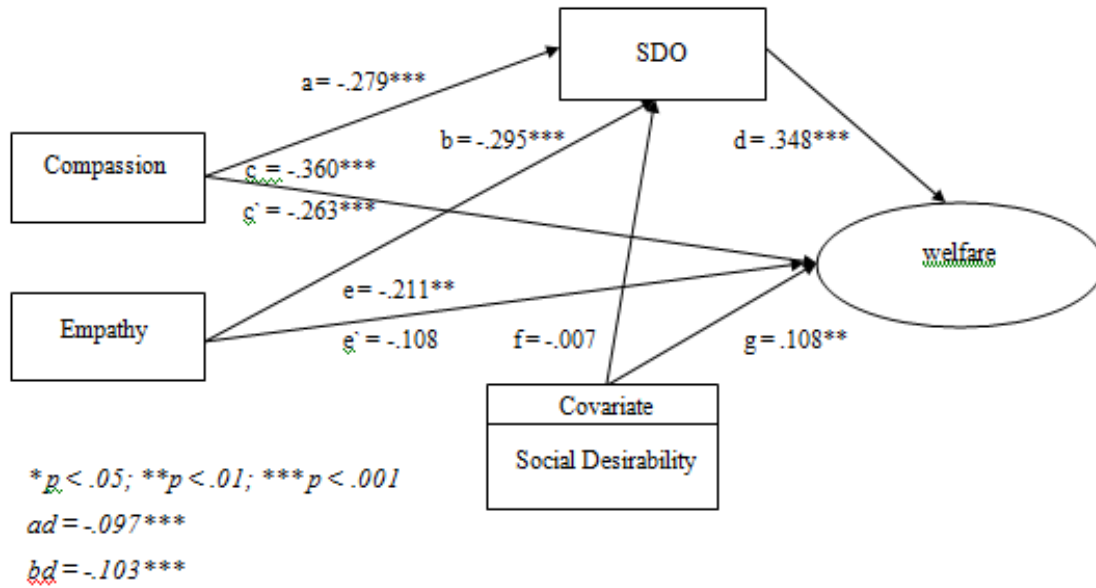 SDO
a = -.279***
b = -.295***
d = .348***
Compassion
c = -.360***
c` = -.263***
welfare
Empathy
e = -.211**
e` = -.108
f = -.007
g = .108**
Covariate
Social Desirability
*p < .05; **p < .01; ***p < .001
ad = -.097***
bd = -.103***